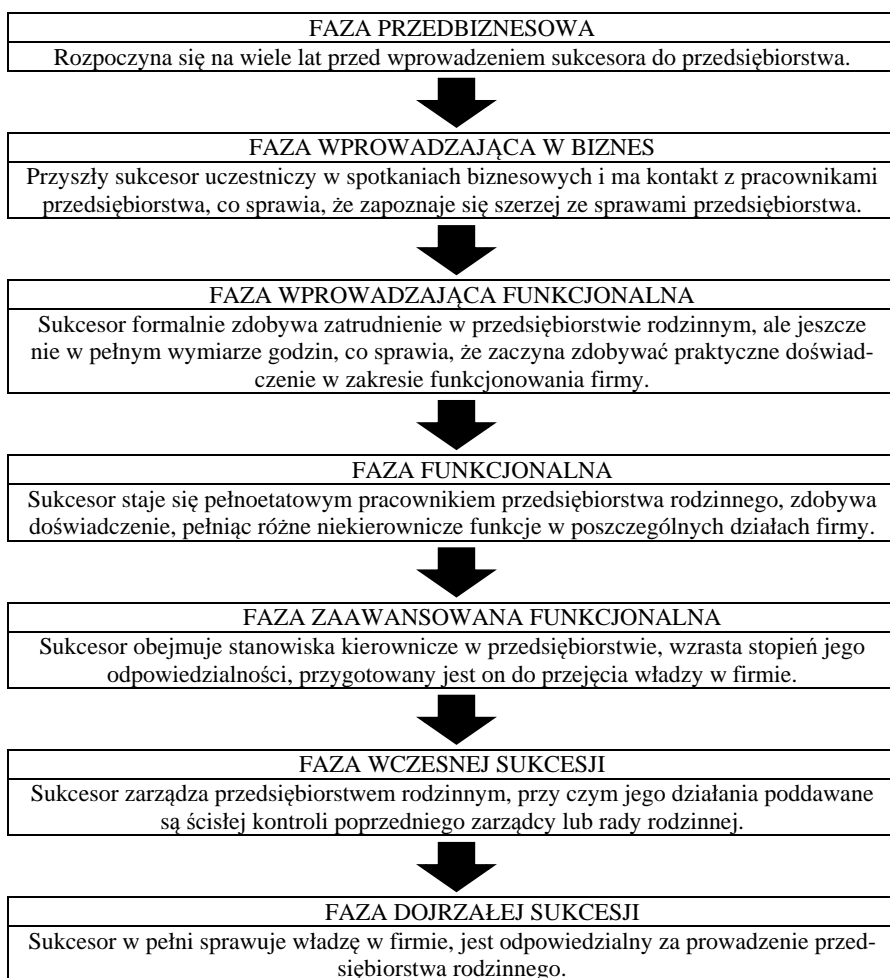 FAZA PRZEDBIZNESOWA
Rozpoczyna się na wiele lat przed wprowadzeniem sukcesora do przedsiębiorstwa.
FAZA WPROWADZAJĄCA W BIZNES
Przyszły sukcesor uczestniczy w spotkaniach biznesowych i ma kontakt z pracownikami
przedsiębiorstwa, co sprawia, że zapoznaje się szerzej ze sprawami przedsiębiorstwa.
FAZA WPROWADZAJĄCA FUNKCJONALNA
Sukcesor formalnie zdobywa zatrudnienie w przedsiębiorstwie rodzinnym, ale jeszcze
nie w pełnym wymiarze godzin, co sprawia, że zaczyna zdobywać praktyczne doświad-
czenie w zakresie funkcjonowania firmy.
FAZA FUNKCJONALNA
Sukcesor staje się pełnoetatowym pracownikiem przedsiębiorstwa rodzinnego, zdobywa
doświadczenie, pełniąc różne niekierownicze funkcje w poszczególnych działach firmy.
FAZA ZAAWANSOWANA FUNKCJONALNA
Sukcesor obejmuje stanowiska kierownicze w przedsiębiorstwie, wzrasta stopień jego
odpowiedzialności, przygotowany jest on do przejęcia władzy w firmie.
FAZA WCZESNEJ SUKCESJI
Sukcesor zarządza przedsiębiorstwem rodzinnym, przy czym jego działania poddawane
są ścisłej kontroli poprzedniego zarządcy lub rady rodzinnej.
FAZA DOJRZAŁEJ SUKCESJI
Sukcesor w pełni sprawuje władzę w firmie, jest odpowiedzialny za prowadzenie przed-
siębiorstwa rodzinnego.